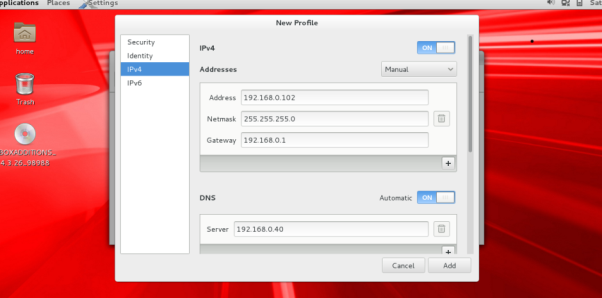 pplications Places Settings
Sat
New Profile
home
Trash
BOXADDITIONS_
4.3.26_98988
Security
Identity
IPv4
IPv6
IPv4 ON
Addresses Manual
Address 192.168.0.102
Netmask 255.255.255.0
Gateway 192.168.0.1
+
DNS Automatic ON
Server 192.168.0.40
+
Cancel Add